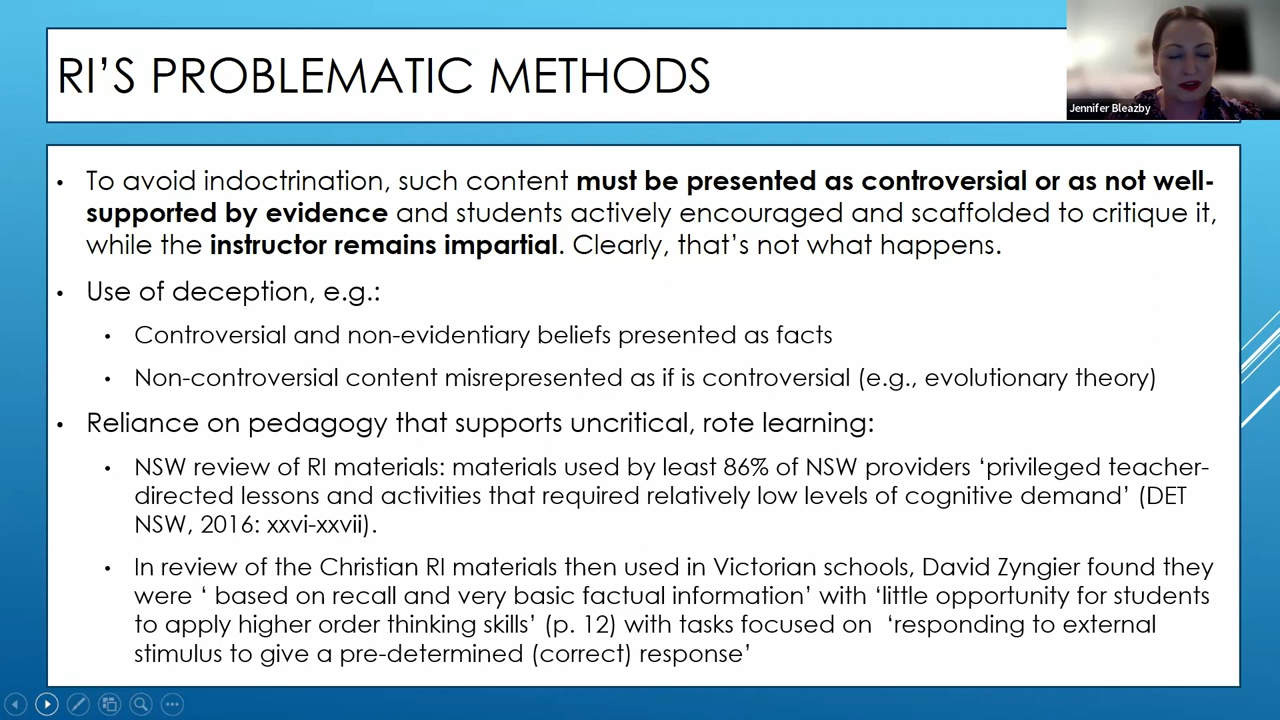 RI'S PROBLEMATIC METHODS
Jennifer Bleazby
• To avoid indoctrination, such content must be presented as controversial or as not well-
supported by evidence and students actively encouraged and scaffolded to critique it,
while the instructor remains impartial. Clearly, that's not what happens.
• Use of deception, e.g.:
• Controversial and non-evidentiary beliefs presented as facts
• Non-controversial content misrepresented as if is controversial (e.g., evolutionary theory)
• Reliance on pedagogy that supports uncritical, rote learning:
• NSW review of RI materials: materials used by least 86% of NSW providers 'privileged teacher-
directed lessons and activities that required relatively low levels of cognitive demand' (DET
NSW, 2016: xxvi-xxvii).
• In review of the Christian RI materials then used in Victorian schools, David Zyngier found they
were ' based on recall and very basic factual information' with 'little opportunity for students
to apply higher order thinking skills' (p. 12) with tasks focused on 'responding to external
stimulus to give a pre-determined (correct) response'